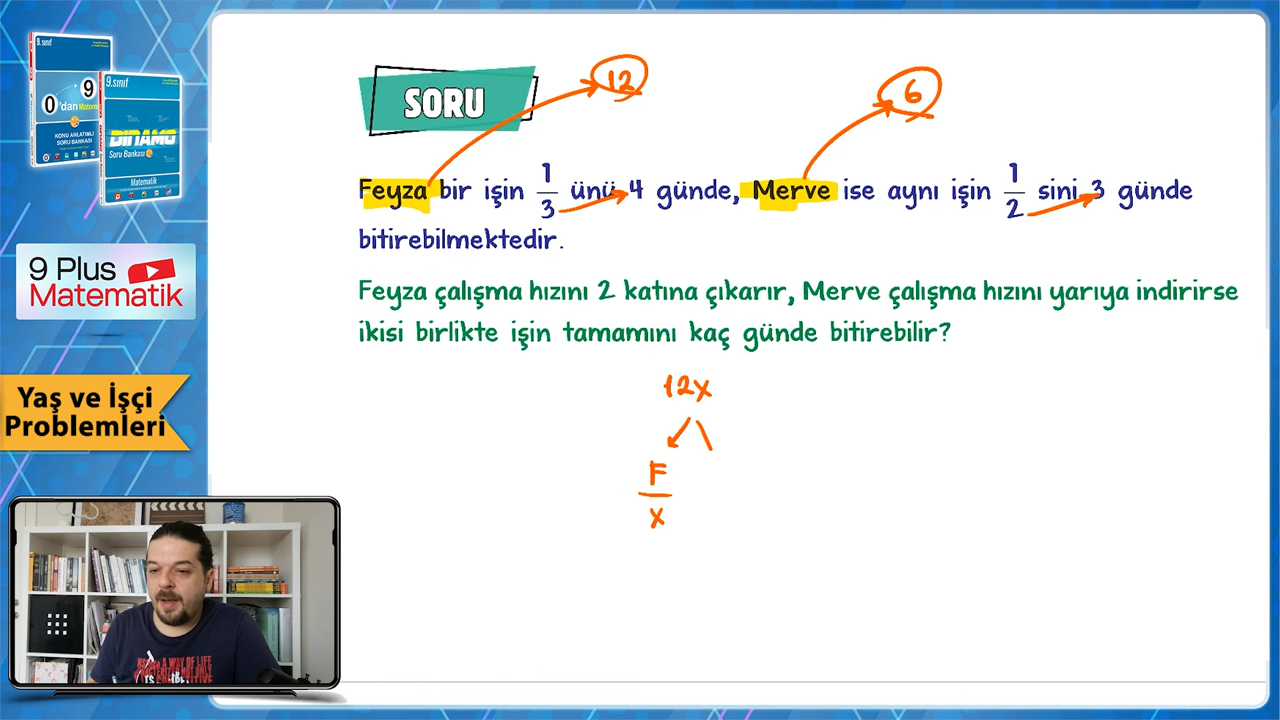 9.sınıf
9.sınıf
0'dan 9
Matematik
KONU ANLATIMLI
SORU BANKASI
DİNAMO
Soru Bankası
Matematik
9 Plus
Matematik
Yaş ve İşçi
Problemleri
SORU
12
6
Feyza bir işin 1/3 ünü 4 günde, Merve ise aynı işin 1/2 sini 3 günde
bitirebilmektedir.
Feyza çalışma hızını 2 katına çıkarır, Merve çalışma hızını yarıya indirirse
ikisi birlikte işin tamamını kaç günde bitirebilir?
12x
F
x